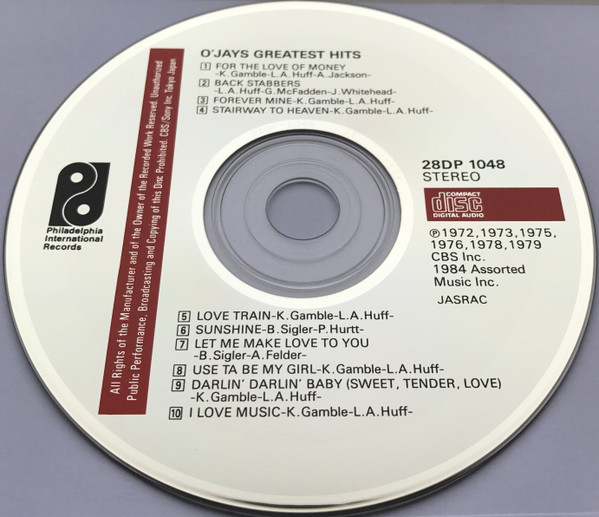 O'JAYS GREATEST HITS
1 FOR THE LOVE OF MONEY
-K.Gamble-L.A.Huff-A.Jackson-
2 BACK STABBERS
-L.A.Huff-G.McFadden-J.Whitehead-
3 FOREVER MINE-K.Gamble-L.A.Huff-
4 STAIRWAY TO HEAVEN-K.Gamble-L.A.Huff-
All Rights of the Manufacturer and of the Owner of the Recorded Work Reserved. Unauthorized
Public Performance, Broadcasting and Copying of this Disc Prohibited. CBS/Sony Inc. Tokyo Japan
Philadelphia
International
Records
28DP 1048
STEREO
COMPACT
disc
DIGITAL AUDIO
℗1972,1973,1975,
1976,1978,1979
CBS Inc.
1984 Assorted
Music Inc.
JASRAC
5 LOVE TRAIN-K.Gamble-L.A.Huff-
6 SUNSHINE-B.Sigler-P.Hurtt-
7 LET ME MAKE LOVE TO YOU
-B.Sigler-A.Felder-
8 USE TA BE MY GIRL-K.Gamble-L.A.Huff-
9 DARLIN' DARLIN' BABY (SWEET, TENDER, LOVE)
-K.Gamble-L.A.Huff-
10 I LOVE MUSIC-K.Gamble-L.A.Huff-